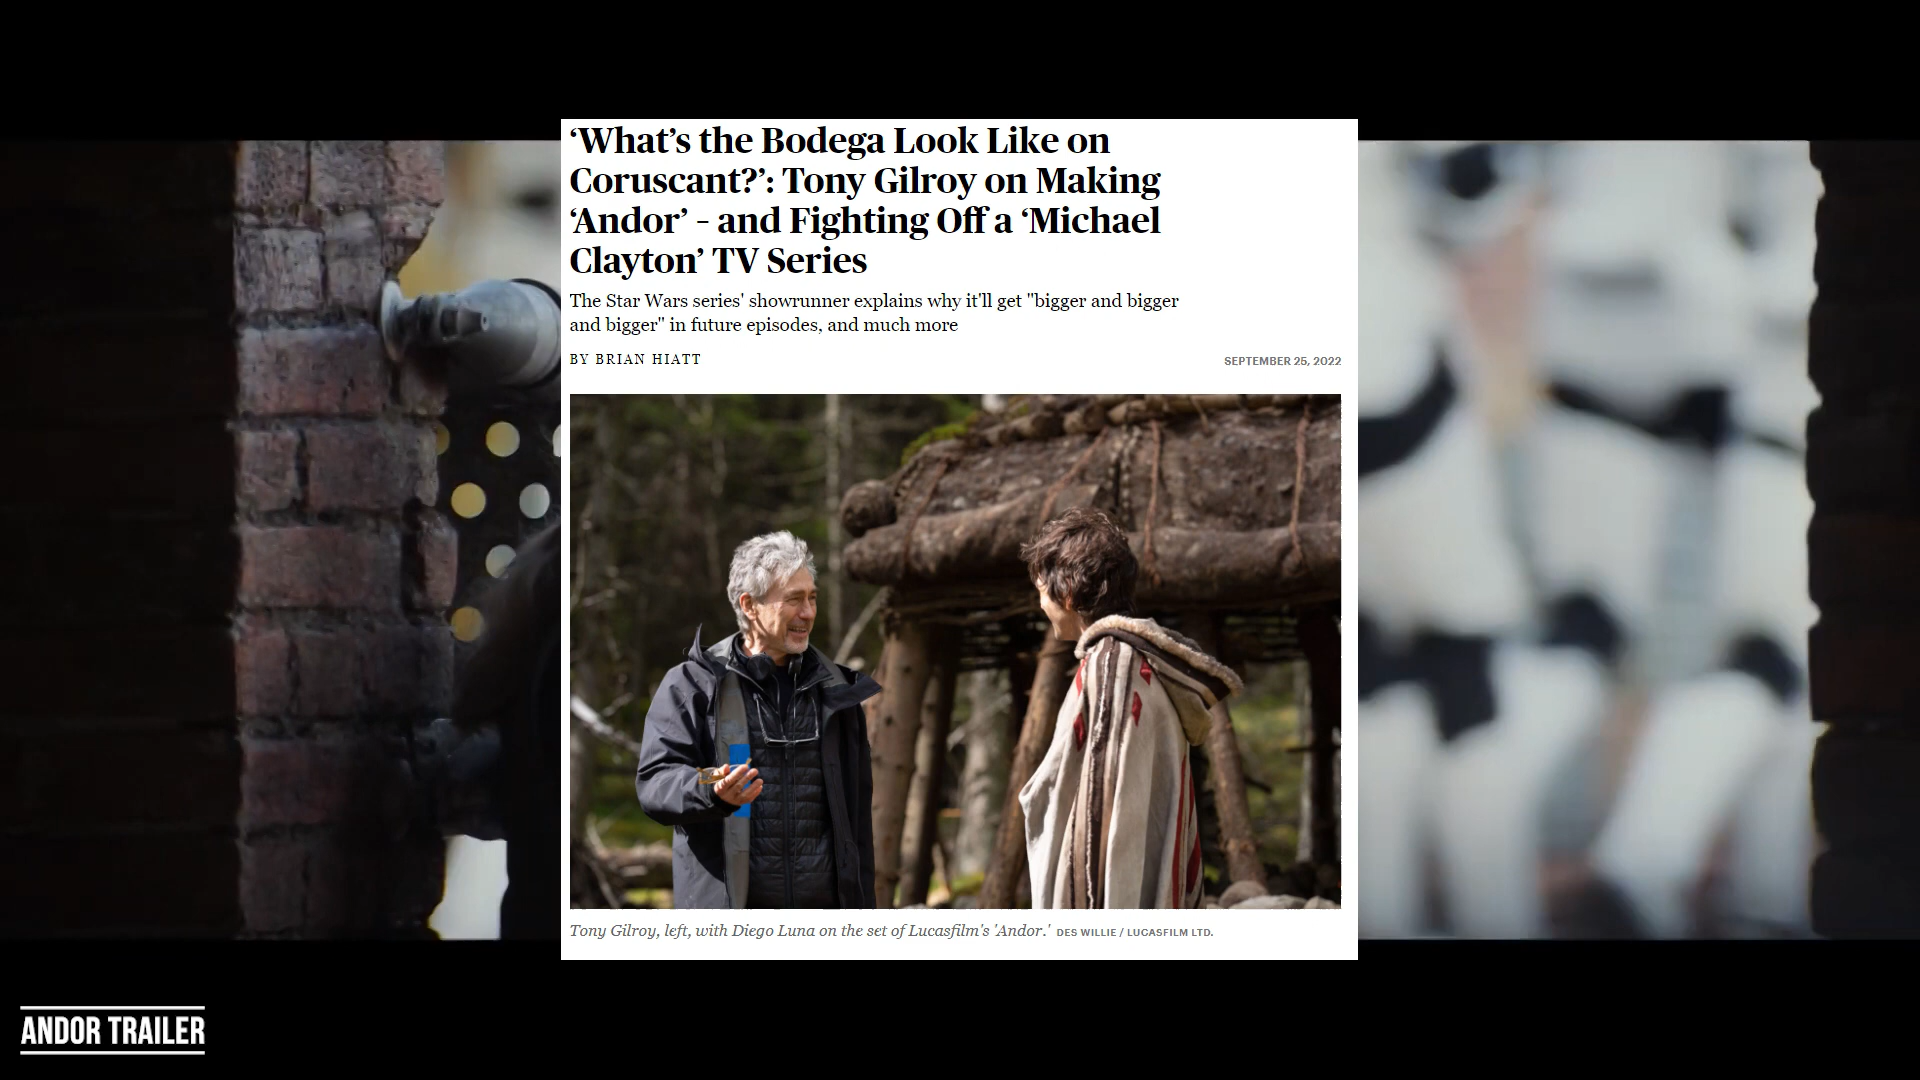 ‘What’s the Bodega Look Like on
Coruscant?’: Tony Gilroy on Making
‘Andor’ – and Fighting Off a ‘Michael
Clayton’ TV Series
The Star Wars series' showrunner explains why it'll get "bigger and bigger
and bigger" in future episodes, and much more
BY BRIAN HIATT
SEPTEMBER 25, 2022
Tony Gilroy, left, with Diego Luna on the set of Lucasfilm's 'Andor.' DES WILLIE / LUCASFILM LTD.
ANDOR TRAILER